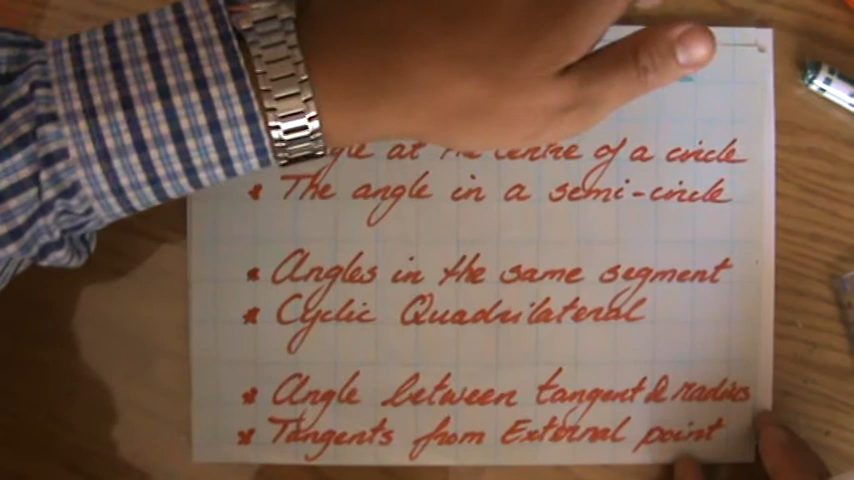 at the centre of a circle
* The angle in a semi-circle
* Angles in the same segment
* Cyclic Quadrilateral
* Angle between tangent & radius
* Tangents from External point